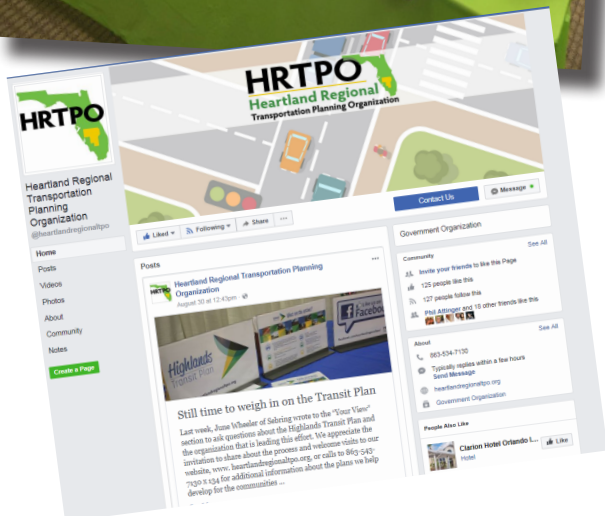 HRTPO
Heartland Regional
Transportation Planning Organization
HRTPO
Heartland Regional
Transportation
Planning
Organization
@heartlandregionaltpo
Home
Posts
Videos
Photos
About
Community
Notes
Create a Page
Liked
Following
Share
Contact Us
Message
Posts
HRTPO
Heartland Regional Transportation Planning
Organization
August 30 at 12:43pm
Highlands
Transit Plan
Facebo
Still time to weigh in on the Transit Plan
Last week, June Wheeler of Sebring wrote to the "Your View"
section to ask questions about the Highlands Transit Plan and
the organization that is leading this effort. We appreciate the
invitation to share about the process and welcome visits to our
website, www. heartlandregionaltpo.org, or calls to 863-543-
7130 x 134 for additional information about the plans we help
develop for the communities ...
Government Organization
Community
See All
Invite your friends to like this Page
125 people like this
127 people follow this
Phil Attinger and 18 other friends like this
About
See All
863-534-7130
Typically replies within a few hours
Send Message
heartlandregionaltpo.org
Government Organization
People Also Like
Clarion Hotel Orlando I...
Hotel
Like